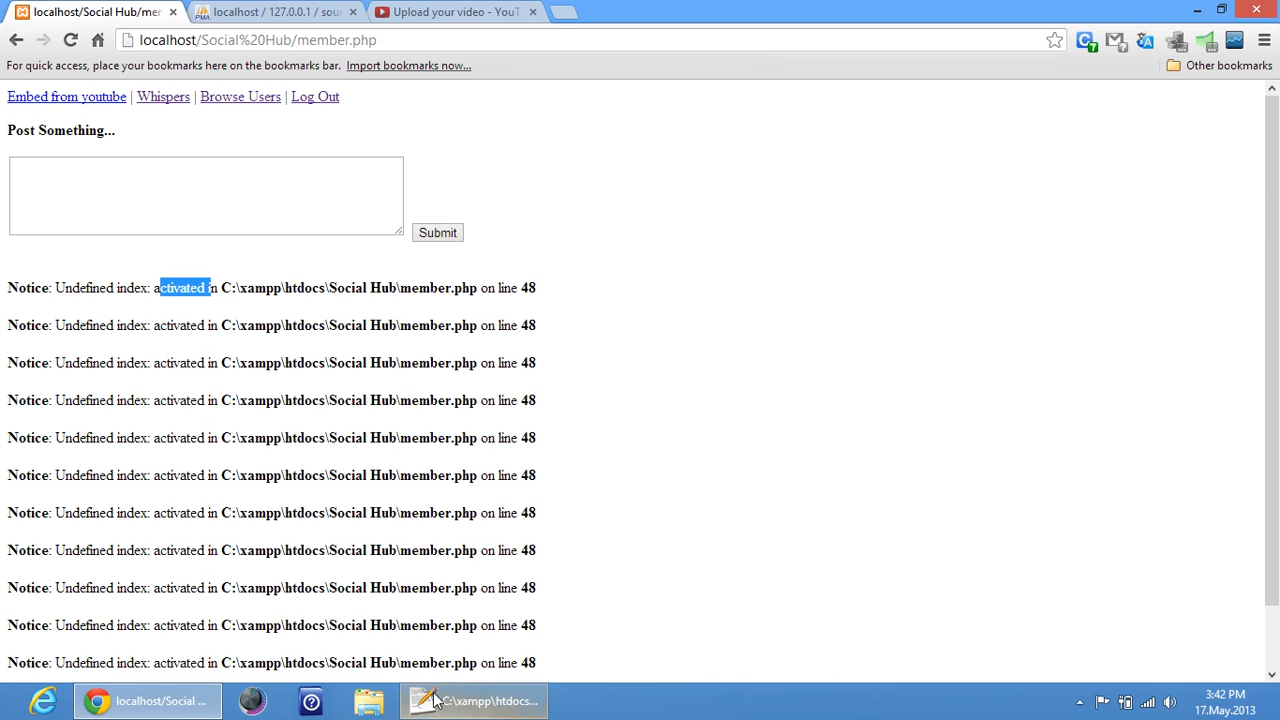 localhost/Social Hub/mer
localhost / 127.0.0.1 / sour
Upload your video - YouT
localhost/Social%20Hub/member.php
For quick access, place your bookmarks here on the bookmarks bar. Import bookmarks now...
Other bookmarks
Embed from youtube | Whispers | Browse Users | Log Out
Post Something...
Submit
Notice: Undefined index: activated in C:\xampp\htdocs\Social Hub\member.php on line 48
Notice: Undefined index: activated in C:\xampp\htdocs\Social Hub\member.php on line 48
Notice: Undefined index: activated in C:\xampp\htdocs\Social Hub\member.php on line 48
Notice: Undefined index: activated in C:\xampp\htdocs\Social Hub\member.php on line 48
Notice: Undefined index: activated in C:\xampp\htdocs\Social Hub\member.php on line 48
Notice: Undefined index: activated in C:\xampp\htdocs\Social Hub\member.php on line 48
Notice: Undefined index: activated in C:\xampp\htdocs\Social Hub\member.php on line 48
Notice: Undefined index: activated in C:\xampp\htdocs\Social Hub\member.php on line 48
Notice: Undefined index: activated in C:\xampp\htdocs\Social Hub\member.php on line 48
Notice: Undefined index: activated in C:\xampp\htdocs\Social Hub\member.php on line 48
Notice: Undefined index: activated in C:\xampp\htdocs\Social Hub\member.php on line 48
localhost/Social ...
C:\xampp\htdocs...
3:42 PM
17.May.2013